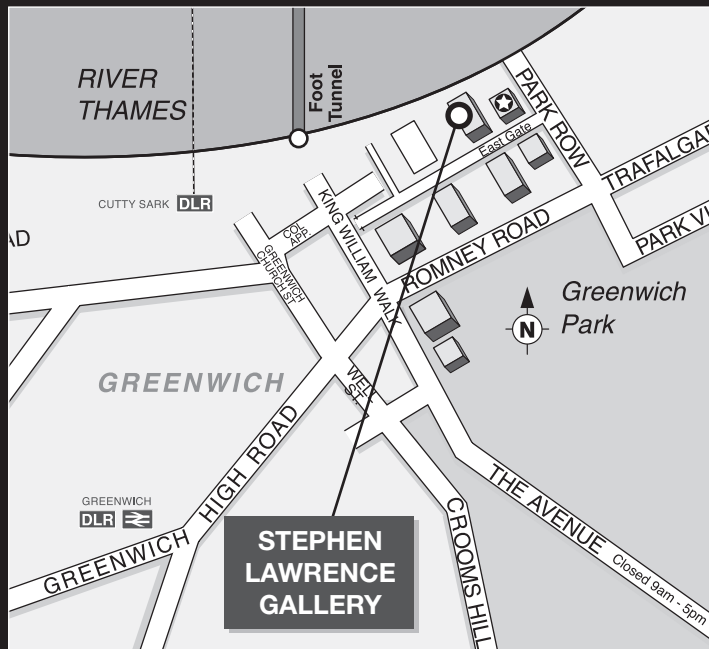 RIVER
THAMES
Foot
Tunnel
PARK ROW
East Gate
TRAFALGAR
CUTTY SARK DLR
KING WILLIAM WALK
COL.
APP.
GREENWICH
CHURCH ST
ROMNEY ROAD
PARK VI
AD
Greenwich
Park
N
GREENWICH
ST.
GREENWICH HIGH ROAD
GREENWICH
DLR
THE AVENUE Closed 9am - 5pm
CROOMS HILL
STEPHEN
LAWRENCE
GALLERY